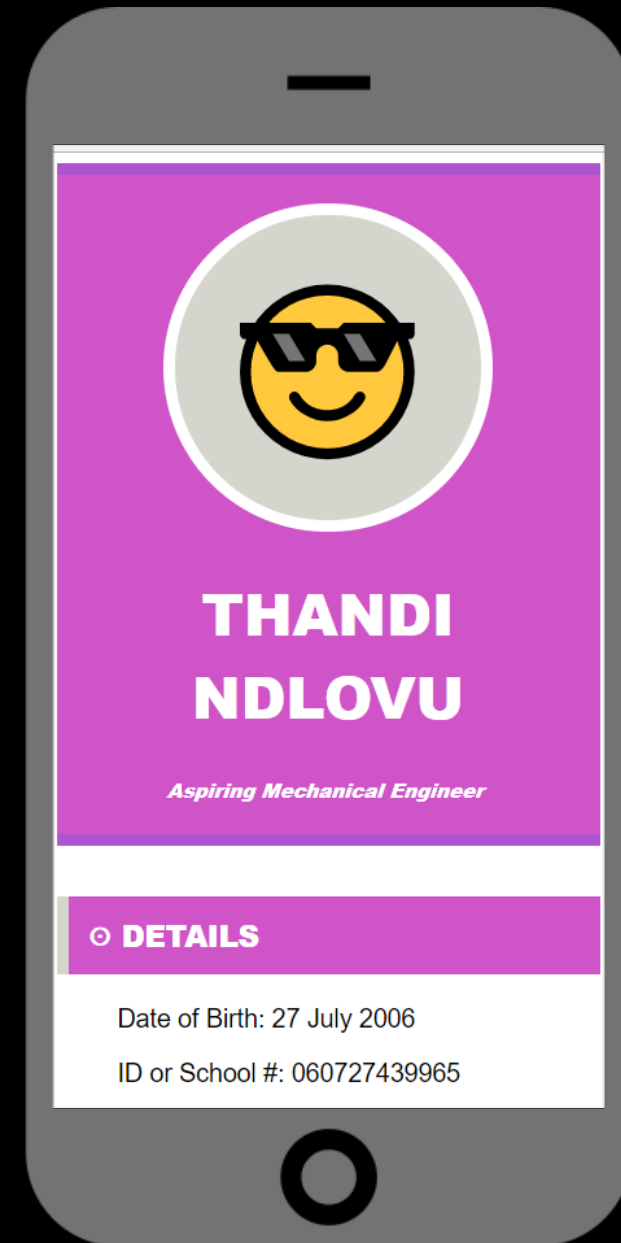 THANDI
NDLOVU
Aspiring Mechanical Engineer
⊙ DETAILS
Date of Birth: 27 July 2006
ID or School #: 060727439965